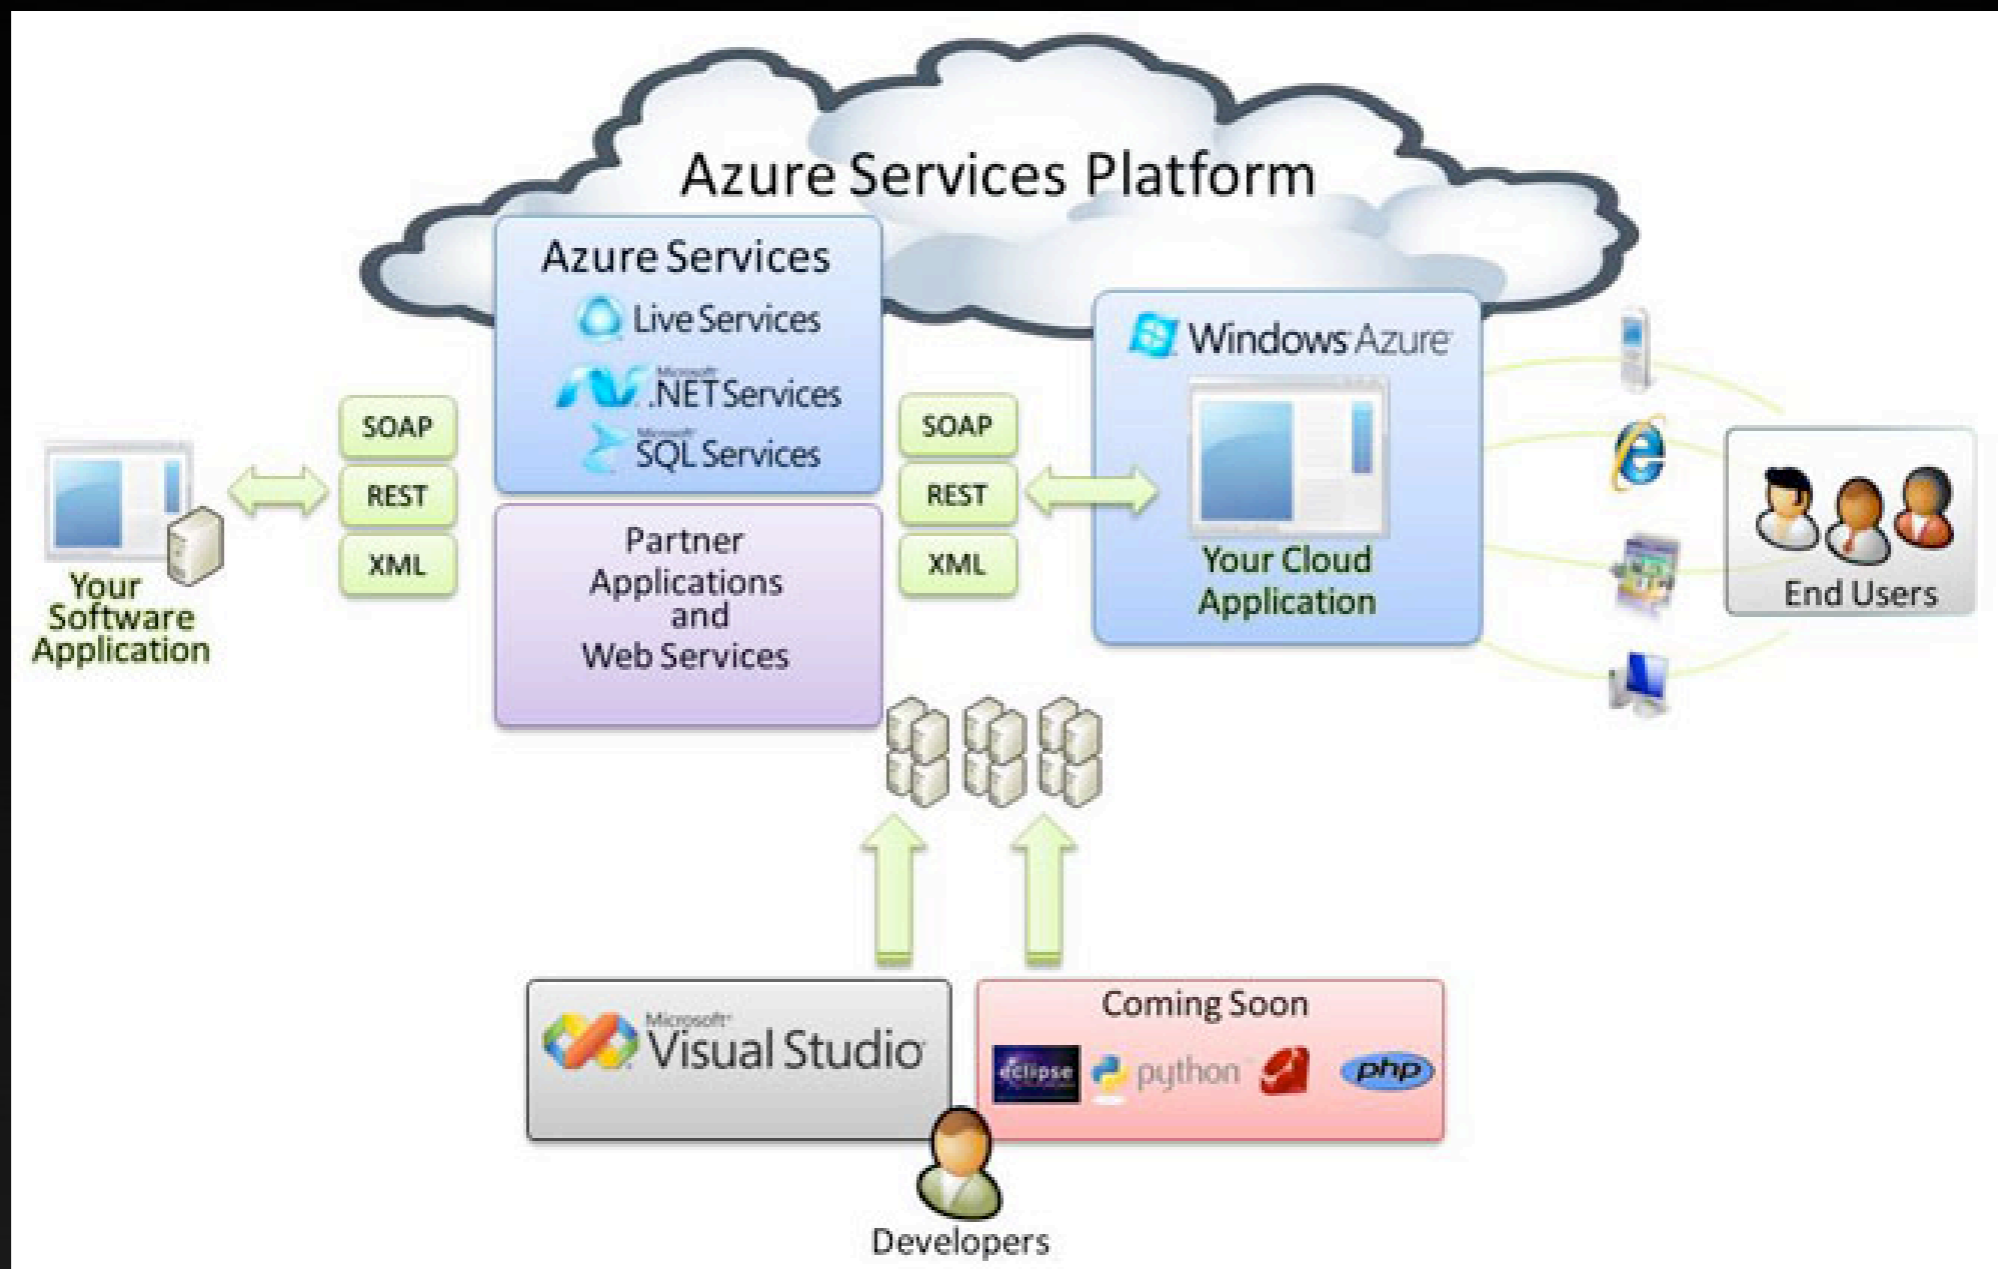 Azure Services Platform
Azure Services
Live Services
Microsoft
.NET Services
Microsoft
SQL Services
Partner
Applications
and
Web Services
SOAP
REST
XML
Your
Software
Application
SOAP
REST
XML
Windows Azure
Your Cloud
Application
End Users
Microsoft
Visual Studio
Coming Soon
eclipse
python
php
Developers